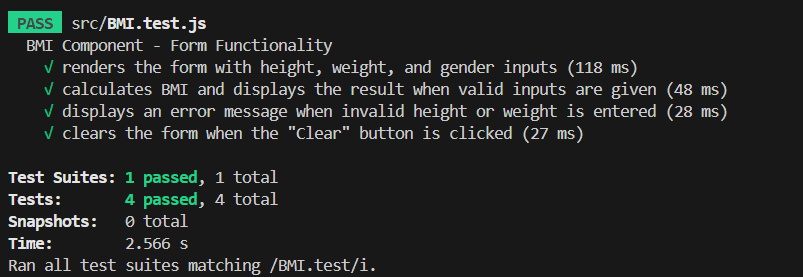 PASS src/BMI.test.js
BMI Component - Form Functionality
√ renders the form with height, weight, and gender inputs (118 ms)
√ calculates BMI and displays the result when valid inputs are given (48 ms)
√ displays an error message when invalid height or weight is entered (28 ms)
√ clears the form when the "Clear" button is clicked (27 ms)
Test Suites: 1 passed, 1 total
Tests: 4 passed, 4 total
Snapshots: 0 total
Time: 2.566 s
Ran all test suites matching /BMI.test/i.